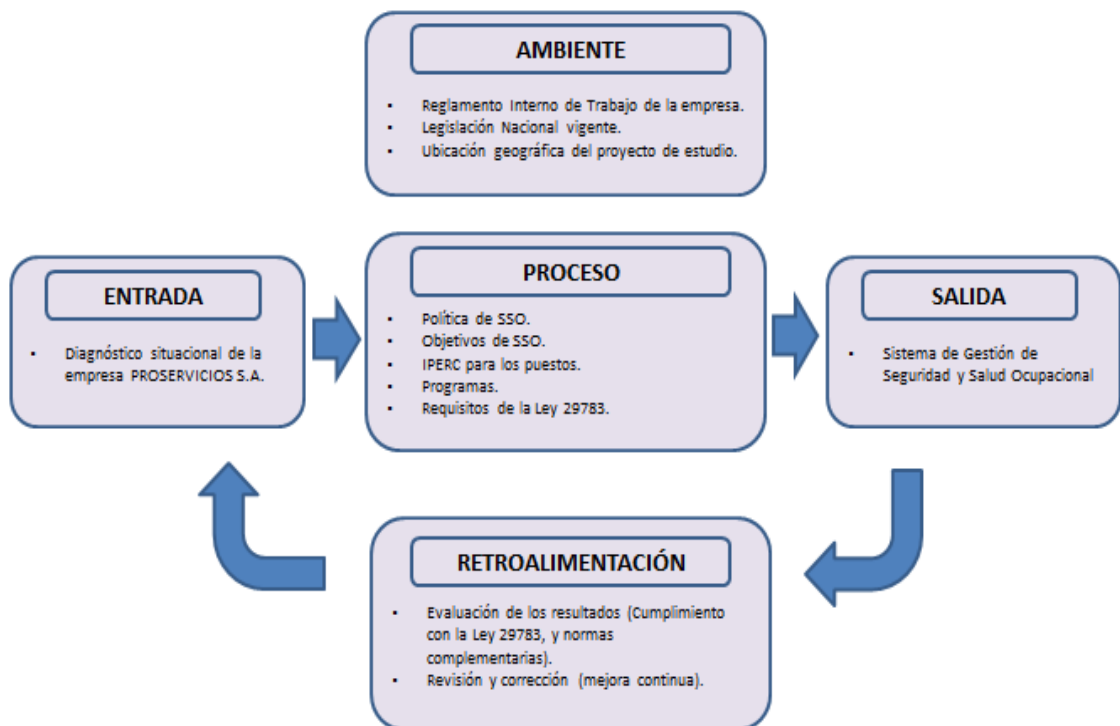 AMBIENTE
▪ Reglamento Interno de Trabajo de la empresa.
▪ Legislación Nacional vigente.
▪ Ubicación geográfica del proyecto de estudio.
ENTRADA
▪ Diagnóstico situacional de la
empresa PROSERVICIOS S.A.
PROCESO
▪ Política de SSO.
▪ Objetivos de SSO.
▪ IPERC para los puestos.
▪ Programas.
▪ Requisitos de la Ley 29783.
SALIDA
▪ Sistema de Gestión de
Seguridad y Salud Ocupacional
RETROALIMENTACIÓN
▪ Evaluación de los resultados (Cumplimiento
con la Ley 29783, y normas
complementarias).
▪ Revisión y corrección (mejora continua).